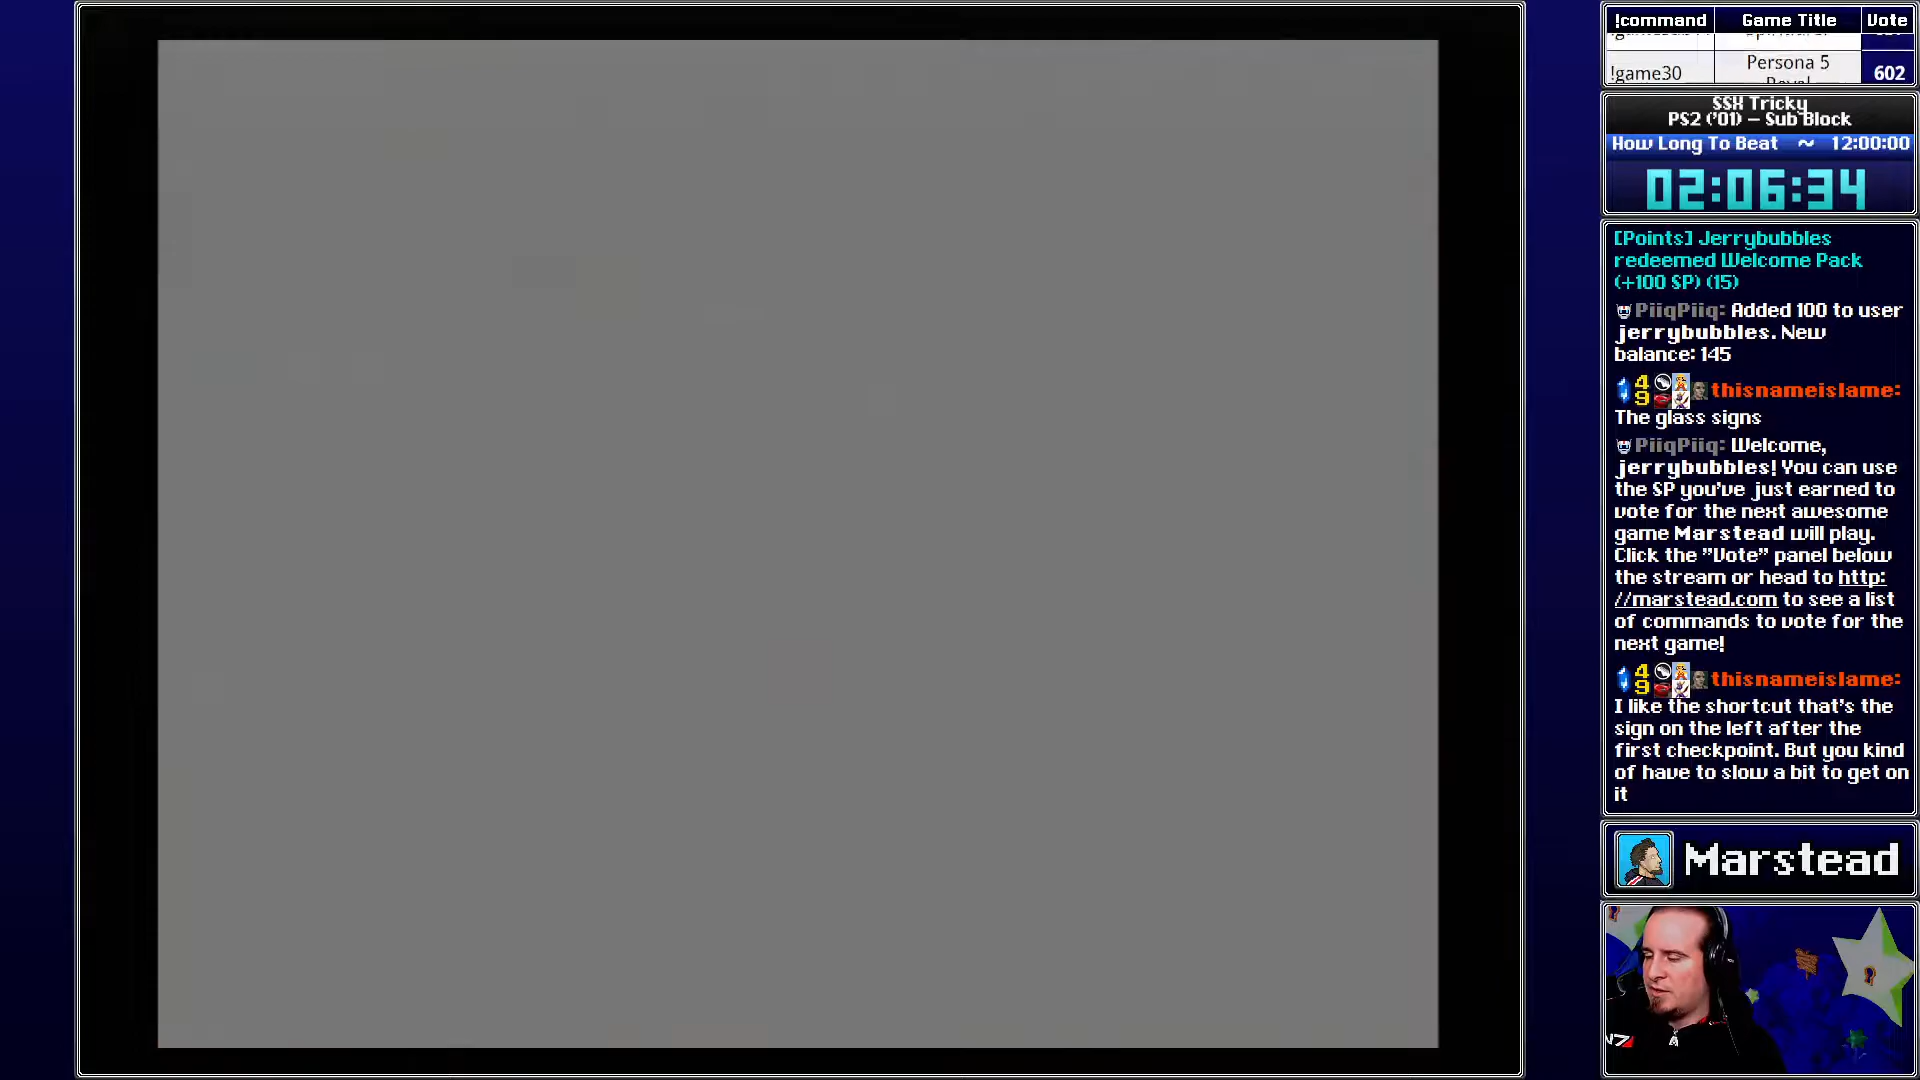 !command Game Title Vote
Persona 5
!game30 602
SSX Tricky
PS2 ('01) – Sub Block
How Long To Beat ~ 12:00:00
02:06:34
[Points] Jerrybubbles
redeemed Welcome Pack
(+100 SP) (15)
PiiqPiiq: Added 100 to user
jerrybubbles. New
balance: 145
49 thisnameislame:
The glass signs
PiiqPiiq: Welcome,
jerrybubbles! You can use
the SP you've just earned to
vote for the next awesome
game Marstead will play.
Click the "Vote" panel below
the stream or head to http:
//marstead.com to see a list
of commands to vote for the
next game!
49 thisnameislame:
I like the shortcut that's the
sign on the left after the
first checkpoint. But you kind
of have to slow a bit to get on
it
Marstead
N7